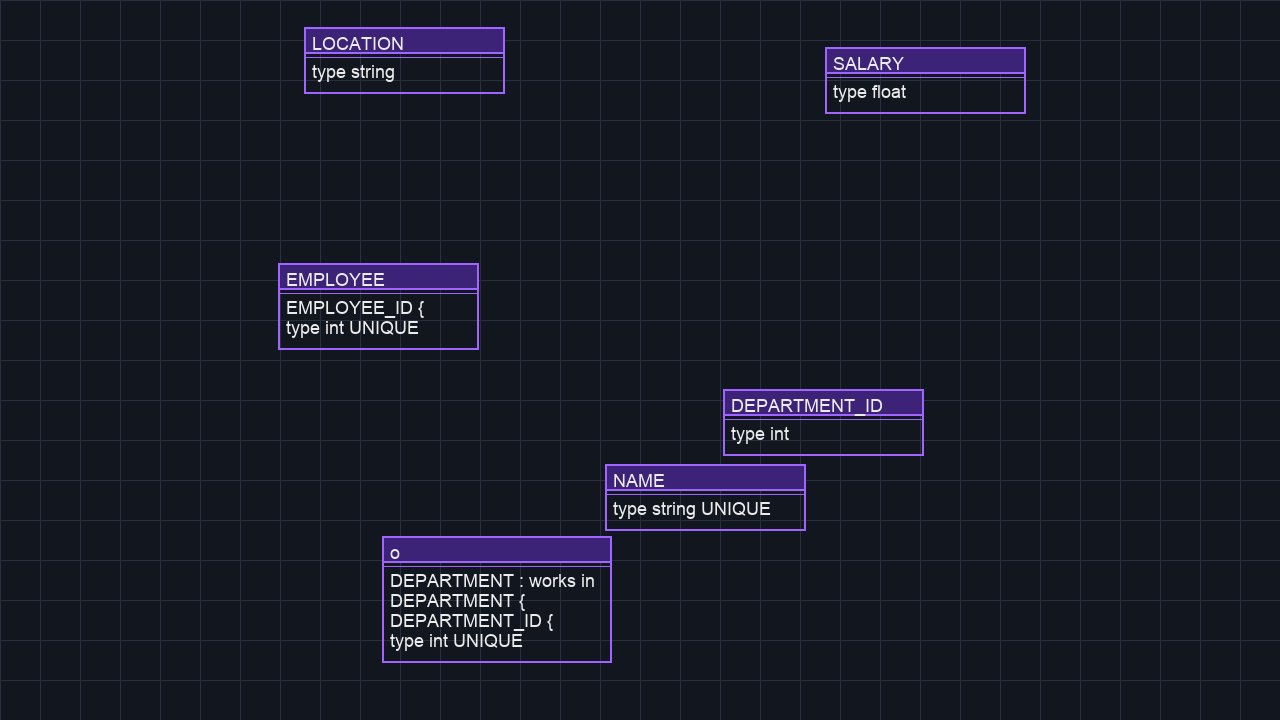 LOCATION
type string
SALARY
type float
EMPLOYEE
EMPLOYEE_ID {
type int UNIQUE
DEPARTMENT_ID
type int
NAME
type string UNIQUE
o
DEPARTMENT : works in
DEPARTMENT {
DEPARTMENT_ID {
type int UNIQUE